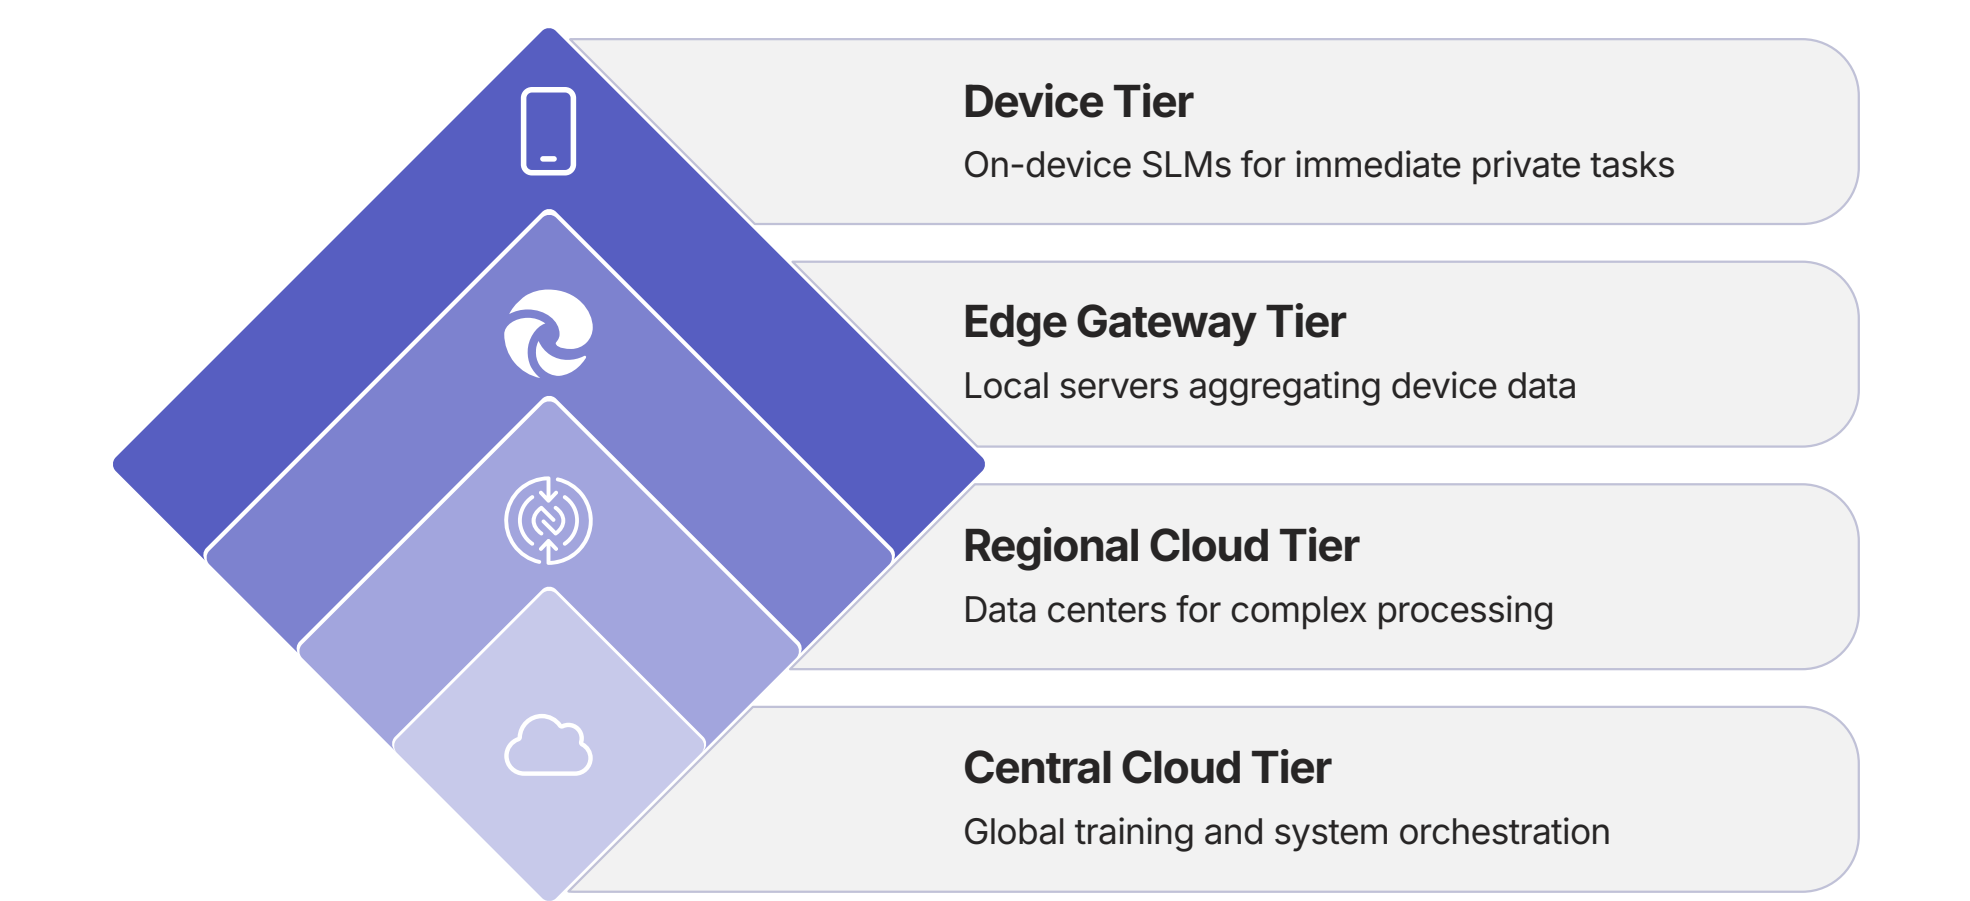 Device Tier
On-device SLMs for immediate private tasks
Edge Gateway Tier
Local servers aggregating device data
Regional Cloud Tier
Data centers for complex processing
Central Cloud Tier
Global training and system orchestration